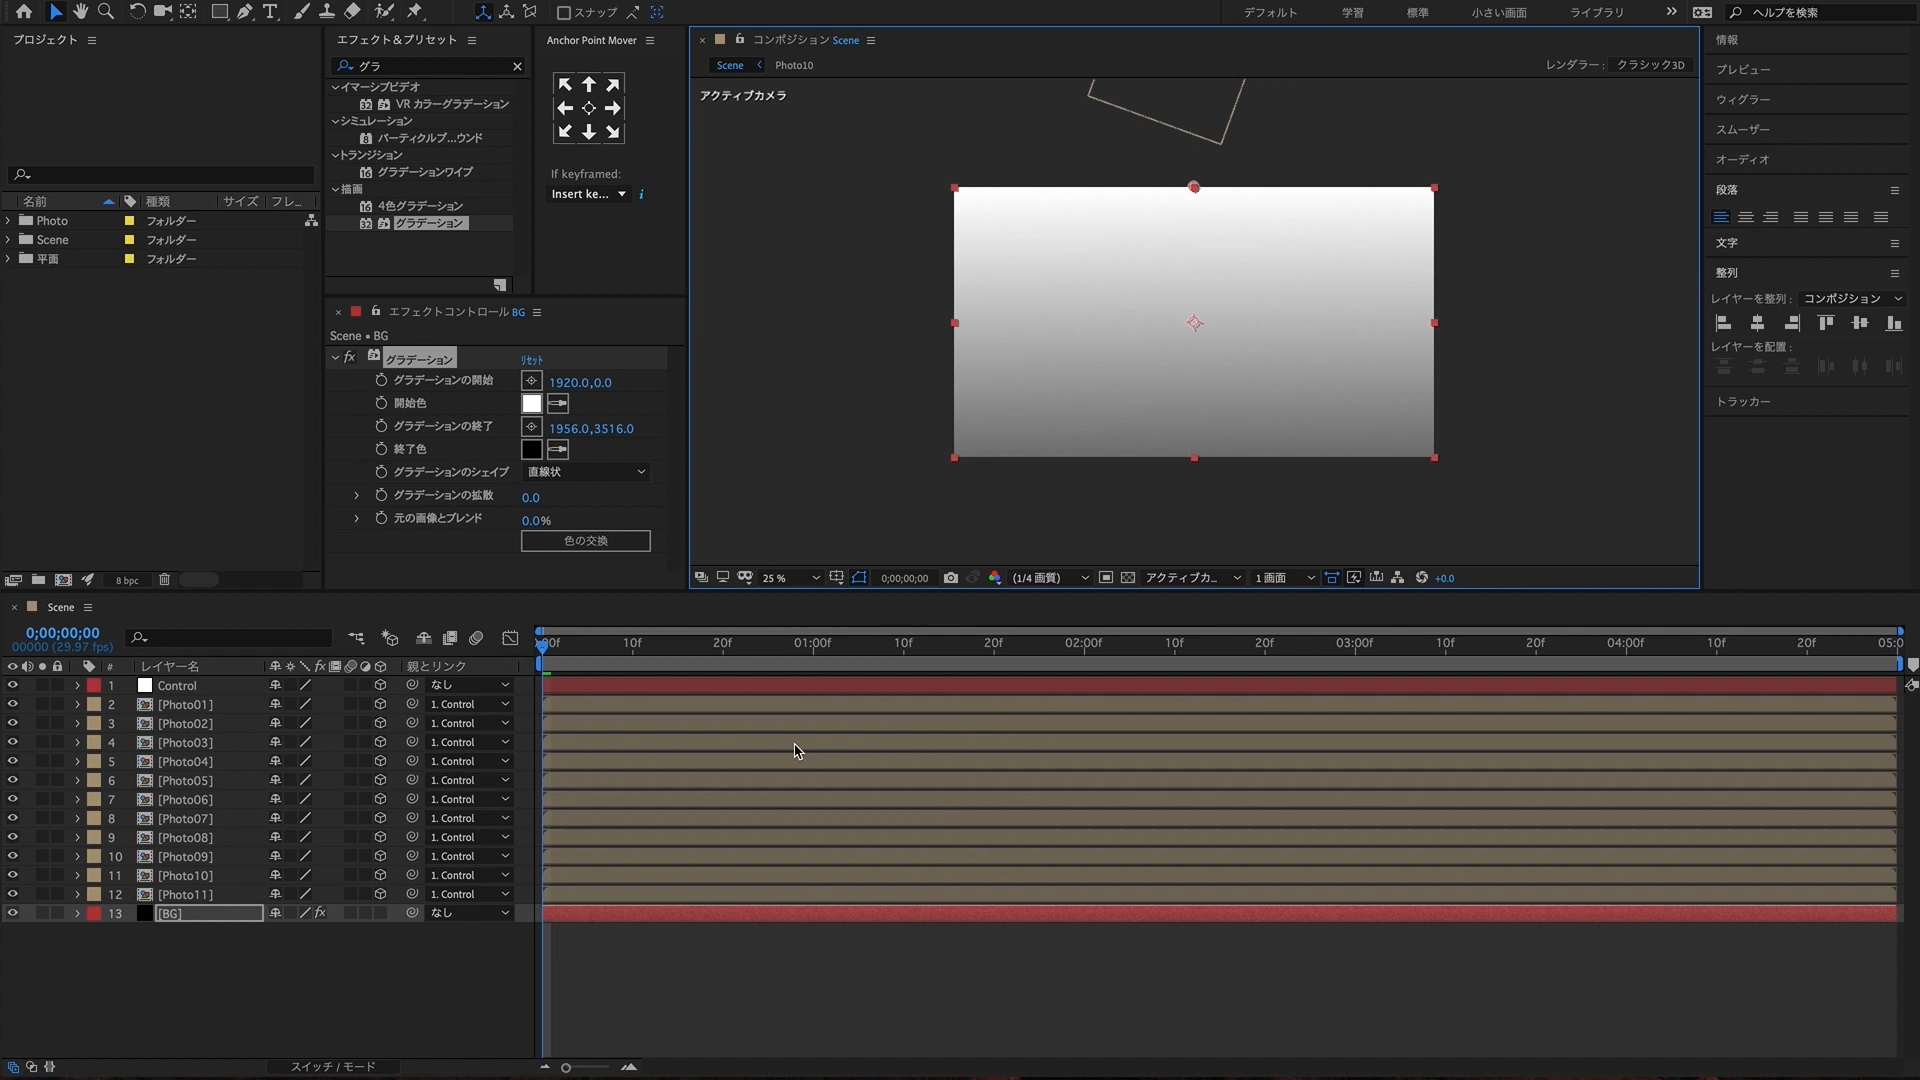 スナップ
デフォルト
学習
標準
小さい画面
ライブラリ
ヘルプを検索
プロジェクト
名前
種類
サイズ
フレ...
Photo
フォルダー
Scene
フォルダー
平面
フォルダー
8 bpc
エフェクト＆プリセット
グラ
イマーシブビデオ
VR カラーグラデーション
シミュレーション
パーティクルプ...ウンド
トランジション
グラデーションワイプ
描画
4色グラデーション
グラデーション
Anchor Point Mover
If keyframed:
Insert ke...
エフェクトコントロール BG
Scene • BG
fx グラデーション
リセット
グラデーションの開始
1920.0,0.0
開始色
グラデーションの終了
1956.0,3516.0
終了色
グラデーションのシェイプ
直線状
グラデーションの拡散
0.0
元の画像とブレンド
0.0%
色の交換
コンポジション Scene
Scene
Photo10
レンダラー :
クラシック3D
アクティブカメラ
25 %
0;00;00;00
(1/4 画質)
アクティブカ...
1 画面
+0.0
情報
プレビュー
ウィグラー
スムーザー
オーディオ
段落
文字
整列
レイヤーを整列 :
コンポジション
レイヤーを配置 :
トラッカー
Scene
0;00;00;00
00000 (29.97 fps)
10f
20f
01:00f
10f
20f
02:00f
10f
20f
03:00f
10f
20f
04:00f
10f
20f
05:0
#
レイヤー名
fx
親とリンク
1 Control なし
2 [Photo01] 1. Control
3 [Photo02] 1. Control
4 [Photo03] 1. Control
5 [Photo04] 1. Control
6 [Photo05] 1. Control
7 [Photo06] 1. Control
8 [Photo07] 1. Control
9 [Photo08] 1. Control
10 [Photo09] 1. Control
11 [Photo10] 1. Control
12 [Photo11] 1. Control
13 [BG] fx なし
スイッチ / モード